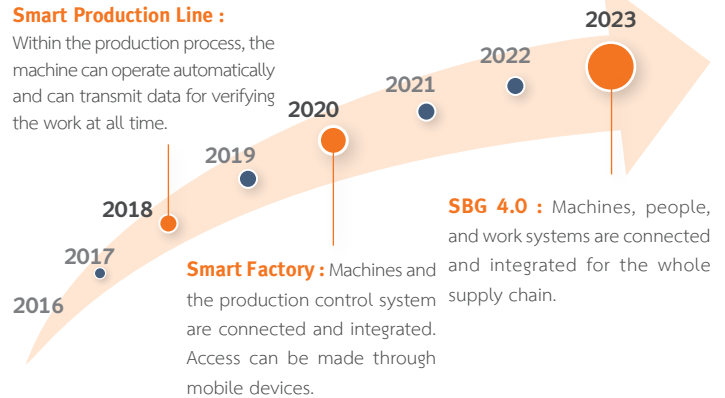 Smart Production Line :
Within the production process, the
machine can operate automatically
and can transmit data for verifying
the work at all time.
2016
2017
2018
2019
2020
2021
2022
2023
Smart Factory : Machines and
the production control system
are connected and integrated.
Access can be made through
mobile devices.
SBG 4.0 : Machines, people,
and work systems are connected
and integrated for the whole
supply chain.